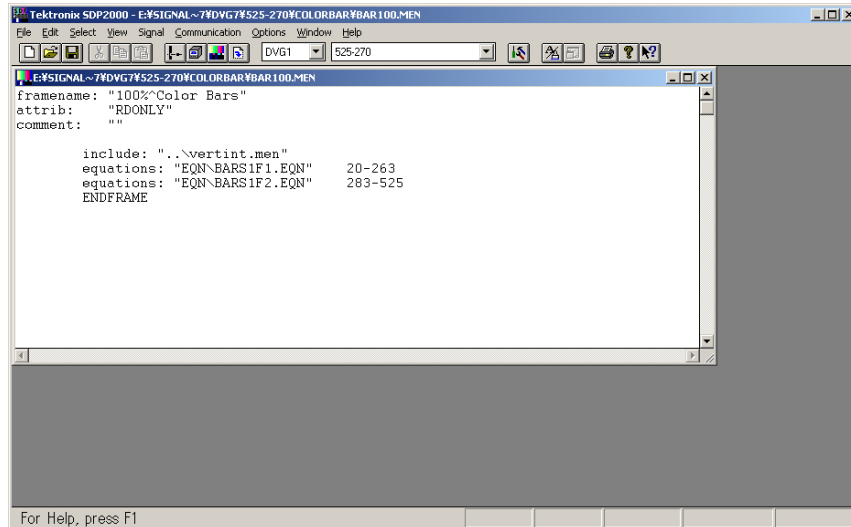 Tektronix SDP2000 - E:¥SIGNAL~7¥DVG7¥525-270¥COLORBAR¥BAR100.MEN
File Edit Select View Signal Communication Options Window Help
DVG1 525-270
E:¥SIGNAL~7¥DVG7¥525-270¥COLORBAR¥BAR100.MEN
framename: "100%^Color Bars"
attrib: "RDONLY"
comment: ""
include: "..\vertint.men"
equations: "EQN\BARS1F1.EQN" 20-263
equations: "EQN\BARS1F2.EQN" 283-525
ENDFRAME
For Help, press F1